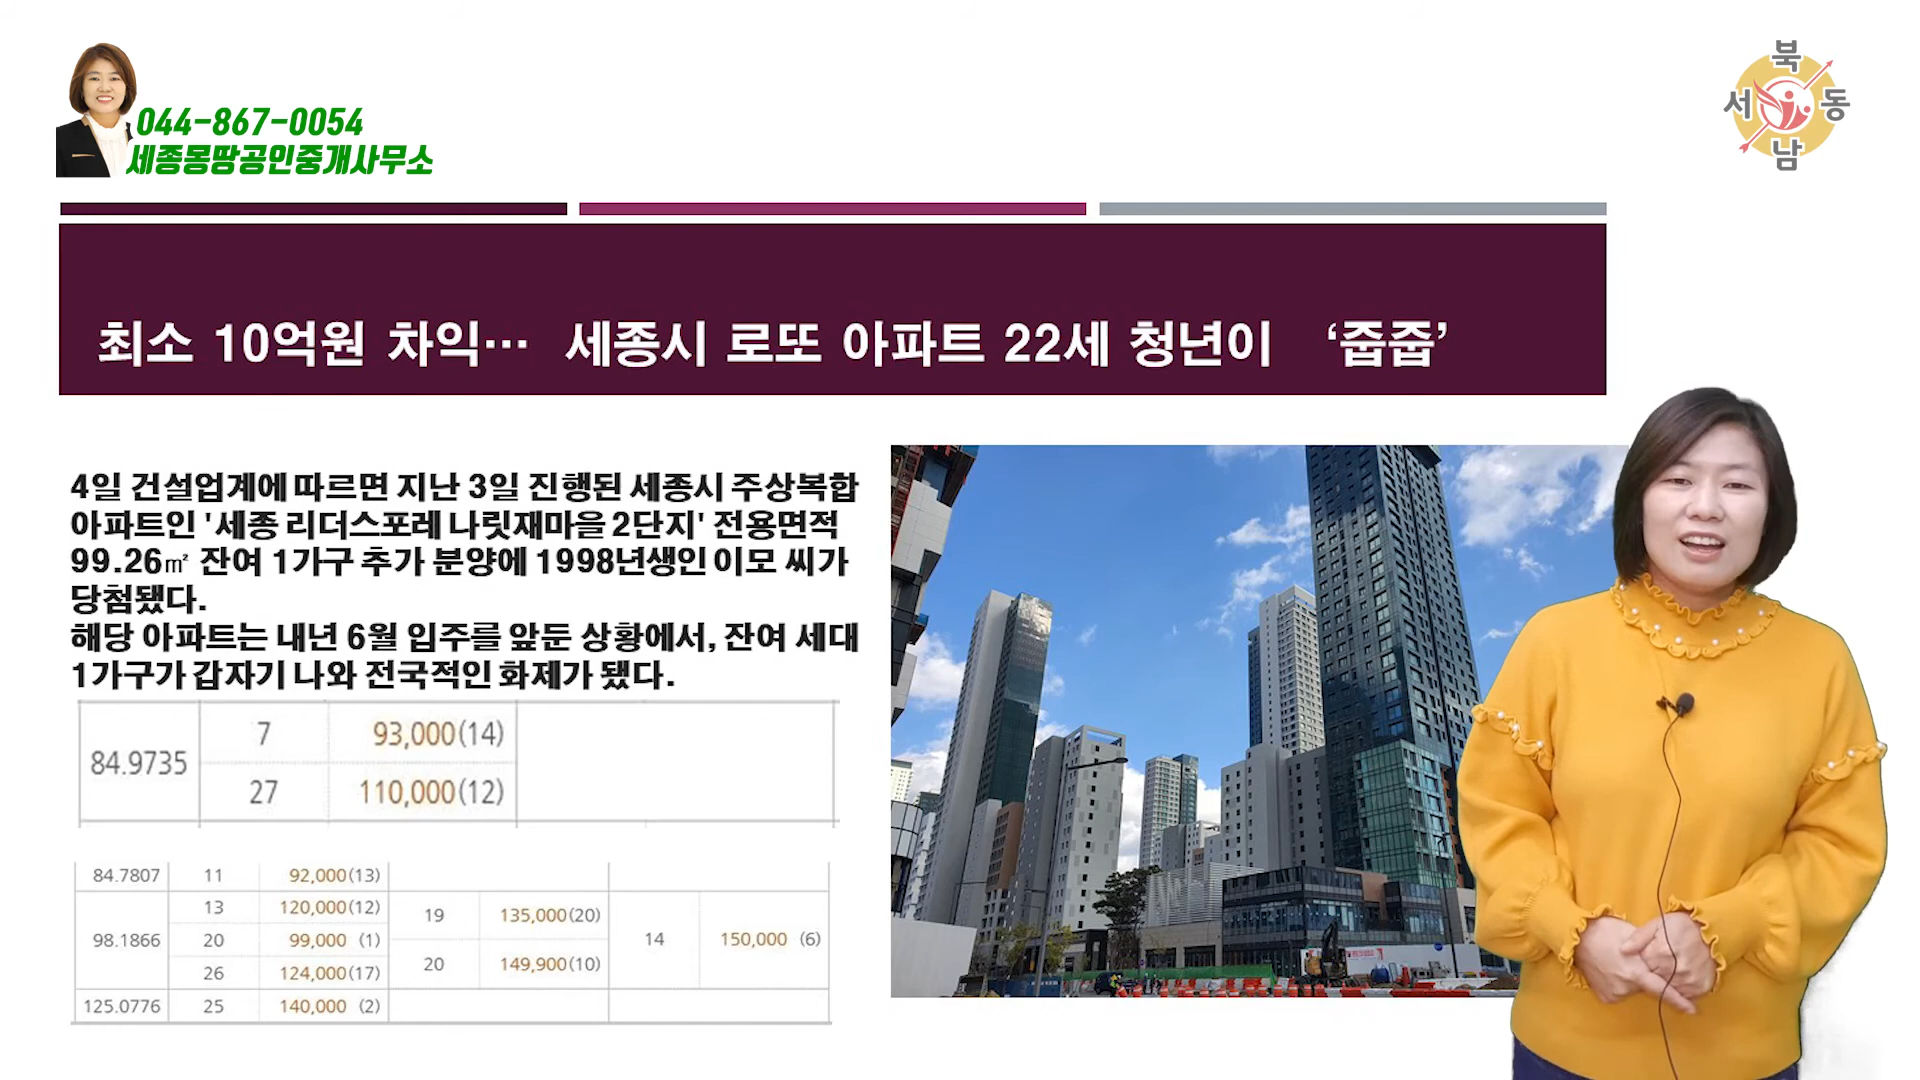 044-867-0054
세종몽땅공인중개사무소
북
서 동
남
최소 10억원 차익… 세종시 로또 아파트 22세 청년이 ‘줍줍’
4일 건설업계에 따르면 지난 3일 진행된 세종시 주상복합
아파트인 '세종 리더스포레 나릿재마을 2단지' 전용면적
99.26㎡ 잔여 1가구 추가 분양에 1998년생인 이모 씨가
당첨됐다.
해당 아파트는 내년 6월 입주를 앞둔 상황에서, 잔여 세대
1가구가 갑자기 나와 전국적인 화제가 됐다.
84.9735 7 93,000(14)
27 110,000(12)
84.7807 11 92,000(13)
98.1866 13 120,000(12) 19 135,000(20) 14 150,000 (6)
20 99,000 (1)
26 124,000(17) 20 149,900(10)
125.0776 25 140,000 (2)